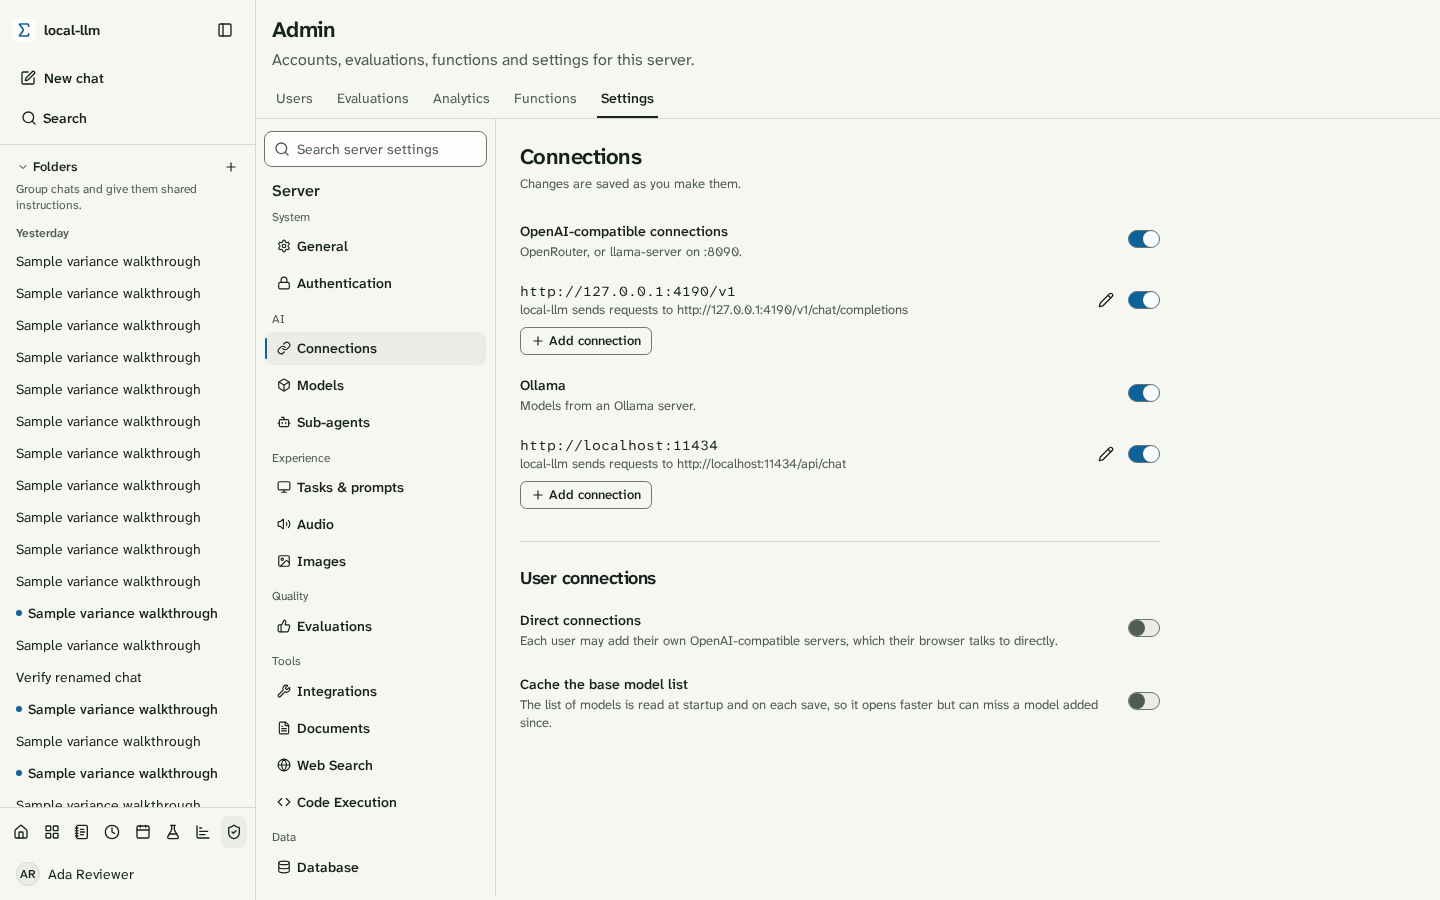 local-llm
New chat
Search
Folders
Group chats and give them shared
instructions.
Yesterday
Sample variance walkthrough
Sample variance walkthrough
Sample variance walkthrough
Sample variance walkthrough
Sample variance walkthrough
Sample variance walkthrough
Sample variance walkthrough
Sample variance walkthrough
Sample variance walkthrough
Sample variance walkthrough
Sample variance walkthrough
Sample variance walkthrough
Sample variance walkthrough
Verify renamed chat
Sample variance walkthrough
Sample variance walkthrough
Sample variance walkthrough
Sample variance walkthrough
AR Ada Reviewer
Admin
Accounts, evaluations, functions and settings for this server.
Users Evaluations Analytics Functions Settings
Search server settings
Server
System
General
Authentication
AI
Connections
Models
Sub-agents
Experience
Tasks & prompts
Audio
Images
Quality
Evaluations
Tools
Integrations
Documents
Web Search
Code Execution
Data
Database
Connections
Changes are saved as you make them.
OpenAI-compatible connections
OpenRouter, or llama-server on :8090.
http://127.0.0.1:4190/v1
local-llm sends requests to http://127.0.0.1:4190/v1/chat/completions
Add connection
Ollama
Models from an Ollama server.
http://localhost:11434
local-llm sends requests to http://localhost:11434/api/chat
Add connection
User connections
Direct connections
Each user may add their own OpenAI-compatible servers, which their browser talks to directly.
Cache the base model list
The list of models is read at startup and on each save, so it opens faster but can miss a model added
since.